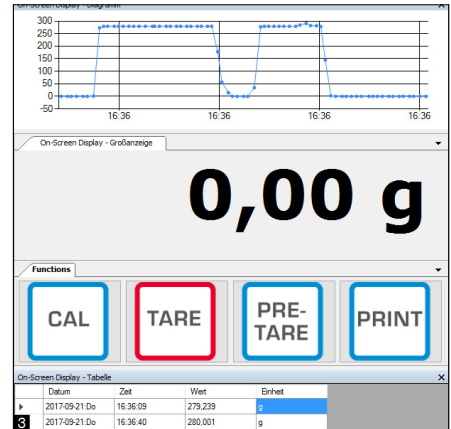 On-Screen Display - Diagramm
300
250
200
150
100
50
0
-50
16:36 16:36 16:36 16:36
On-Screen Display - Großanzeige
0,00 g
Functions
CAL TARE PRE-TARE PRINT
On-Screen Display - Tabelle
Datum Zeit Wert Einheit
2017-09-21:Do 16:36:09 279,239 g
2017-09-21:Do 16:36:40 280,001 g
3